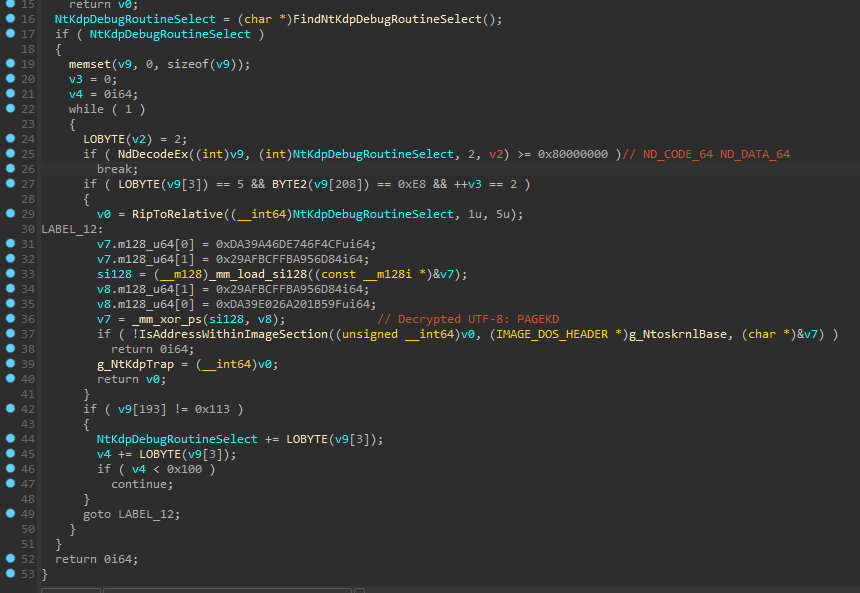 15 return v0;
16 NtKdpDebugRoutineSelect = (char *)FindNtKdpDebugRoutineSelect();
17 if ( NtKdpDebugRoutineSelect )
18 {
19 memset(v9, 0, sizeof(v9));
20 v3 = 0;
21 v4 = 0i64;
22 while ( 1 )
23 {
24 LOBYTE(v2) = 2;
25 if ( NdDecodeEx((int)v9, (int)NtKdpDebugRoutineSelect, 2, v2) >= 0x80000000 )// ND_CODE_64 ND_DATA_64
26 break;
27 if ( LOBYTE(v9[3]) == 5 && BYTE2(v9[208]) == 0xE8 && ++v3 == 2 )
28 {
29 v0 = RipToRelative((__int64)NtKdpDebugRoutineSelect, 1u, 5u);
30 LABEL_12:
31 v7.m128_u64[0] = 0xDA39A46DE746F4CFui64;
32 v7.m128_u64[1] = 0x29AFBCFFBA956D84i64;
33 si128 = (__m128)_mm_load_si128((const __m128i *)&v7);
34 v8.m128_u64[1] = 0x29AFBCFFBA956D84i64;
35 v8.m128_u64[0] = 0xDA39E026A201B59Fui64;
36 v7 = _mm_xor_ps(si128, v8); // Decrypted UTF-8: PAGEKD
37 if ( !IsAddressWithinImageSection((unsigned __int64)v0, (IMAGE_DOS_HEADER *)g_NtoskrnlBase, (char *)&v7) )
38 return 0i64;
39 g_NtKdpTrap = (__int64)v0;
40 return v0;
41 }
42 if ( v9[193] != 0x113 )
43 {
44 NtKdpDebugRoutineSelect += LOBYTE(v9[3]);
45 v4 += LOBYTE(v9[3]);
46 if ( v4 < 0x100 )
47 continue;
48 }
49 goto LABEL_12;
50 }
51 }
52 return 0i64;
53 }